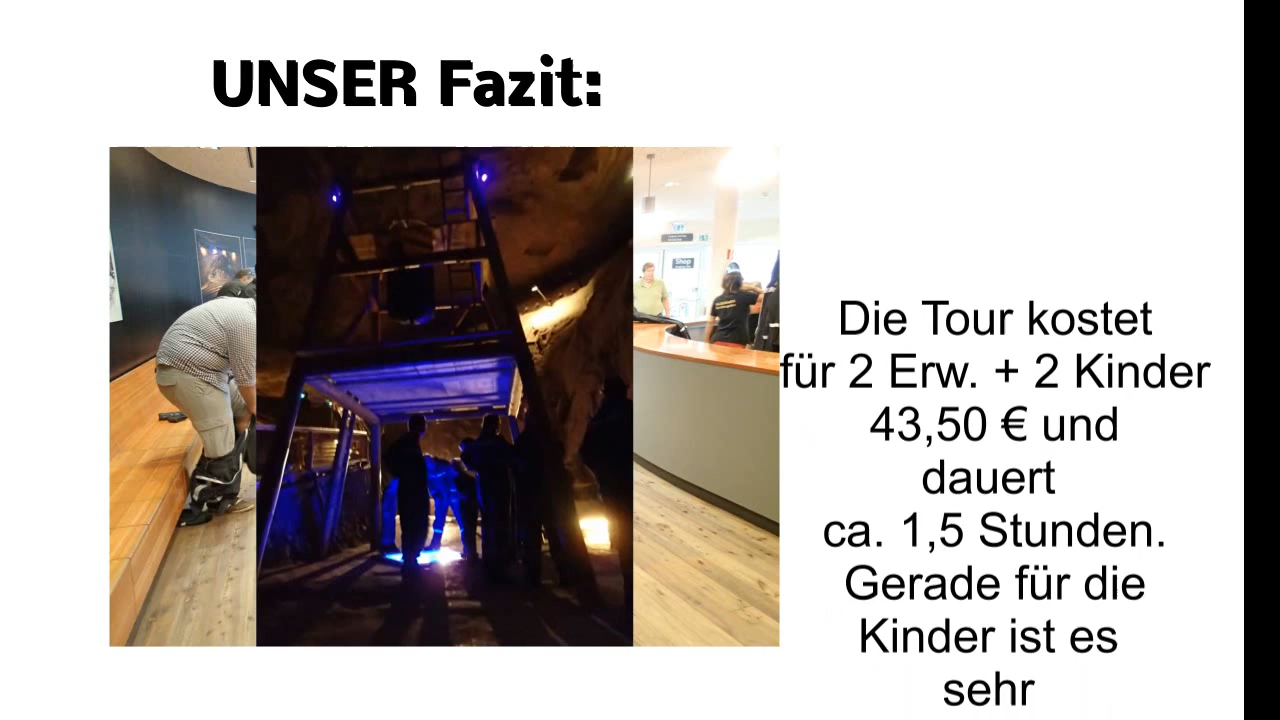 UNSER Fazit:
Shop
Die Tour kostet
für 2 Erw. + 2 Kinder
43,50 € und
dauert
ca. 1,5 Stunden.
Gerade für die
Kinder ist es
sehr